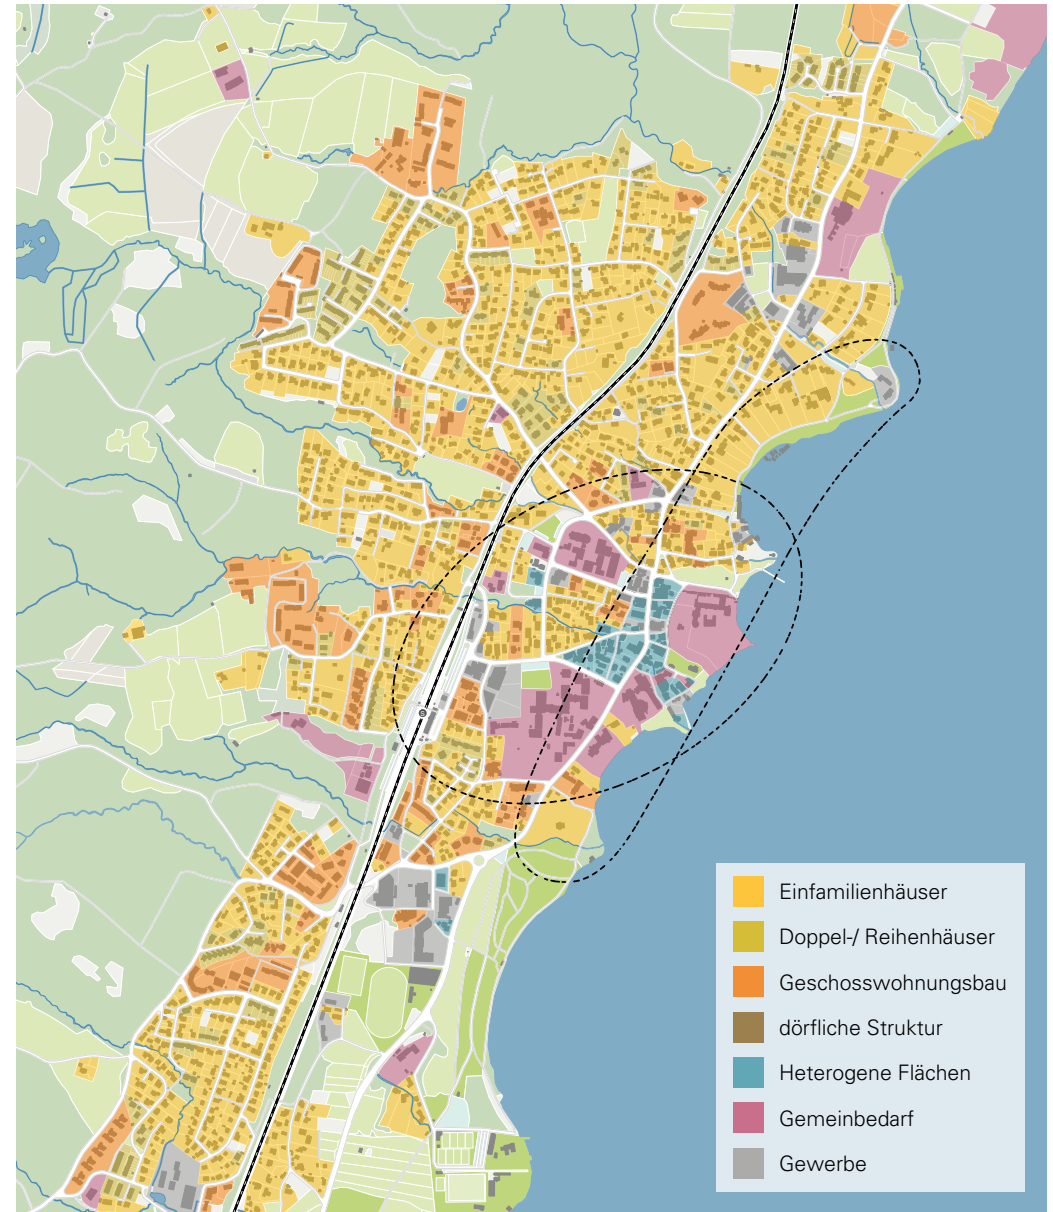 Einfamilienhäuser
Doppel-/ Reihenhäuser
Geschosswohnungsbau
dörfliche Struktur
Heterogene Flächen
Gemeinbedarf
Gewerbe